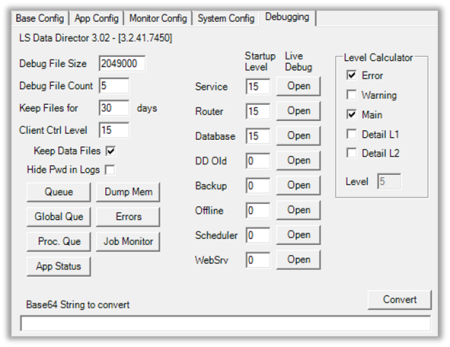 Base Config App Config Monitor Config System Config Debugging
LS Data Director 3.02 - [3.2.41.7450]
Debug File Size 2049000
Debug File Count 5
Keep Files for 30 days
Client Ctrl Level 15
Keep Data Files
Hide Pwd in Logs
Queue Dump Mem
Global Que Errors
Proc. Que Job Monitor
App Status
Startup Level Live Debug
Service 15 Open
Router 15 Open
Database 15 Open
DD Old 0 Open
Backup 0 Open
Offline 0 Open
Scheduler 0 Open
WebSrv 0 Open
Level Calculator
Error
Warning
Main
Detail L1
Detail L2
Level 5
Base64 String to convert
Convert